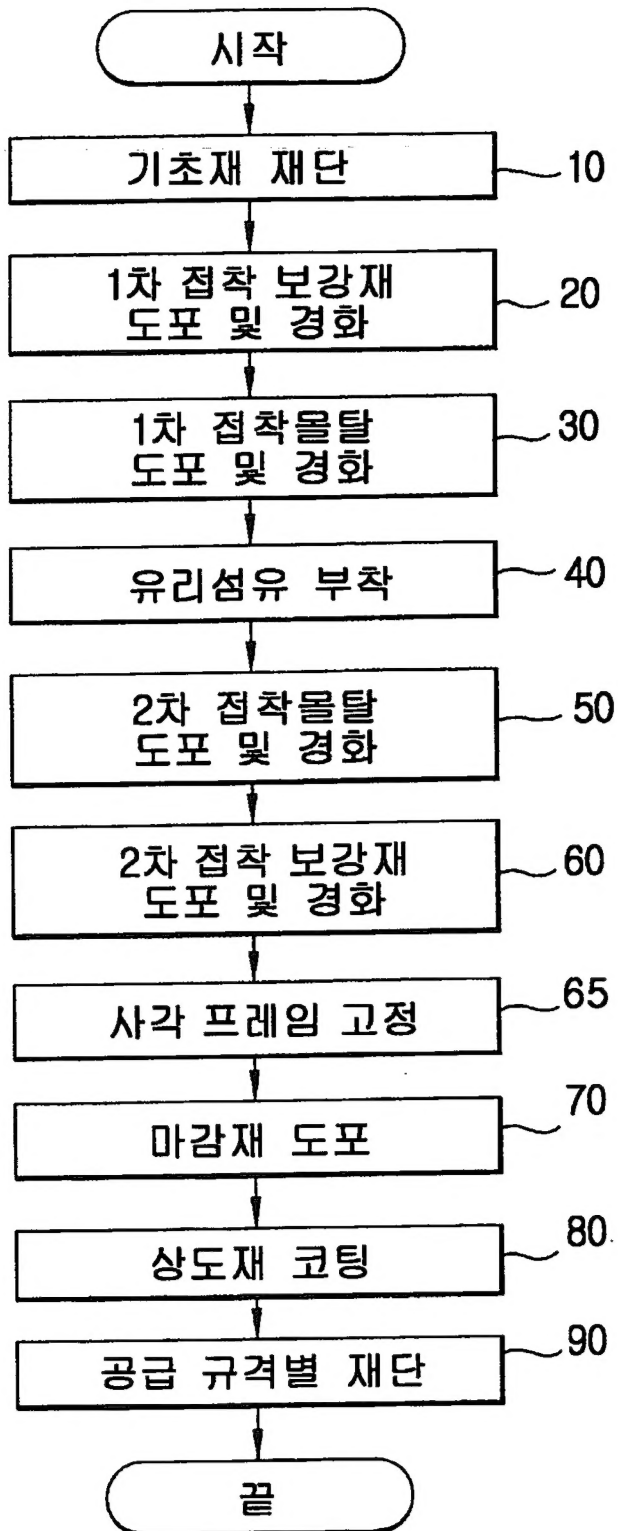 시작
기초재 재단
10
1차 접착 보강재
도포 및 경화
20
1차 접착몰탈
도포 및 경화
30
유리섬유 부착
40
2차 접착몰탈
도포 및 경화
50
2차 접착 보강재
도포 및 경화
60
사각 프레임 고정
65
마감재 도포
70
상도재 코팅
80
공급 규격별 재단
90
끝